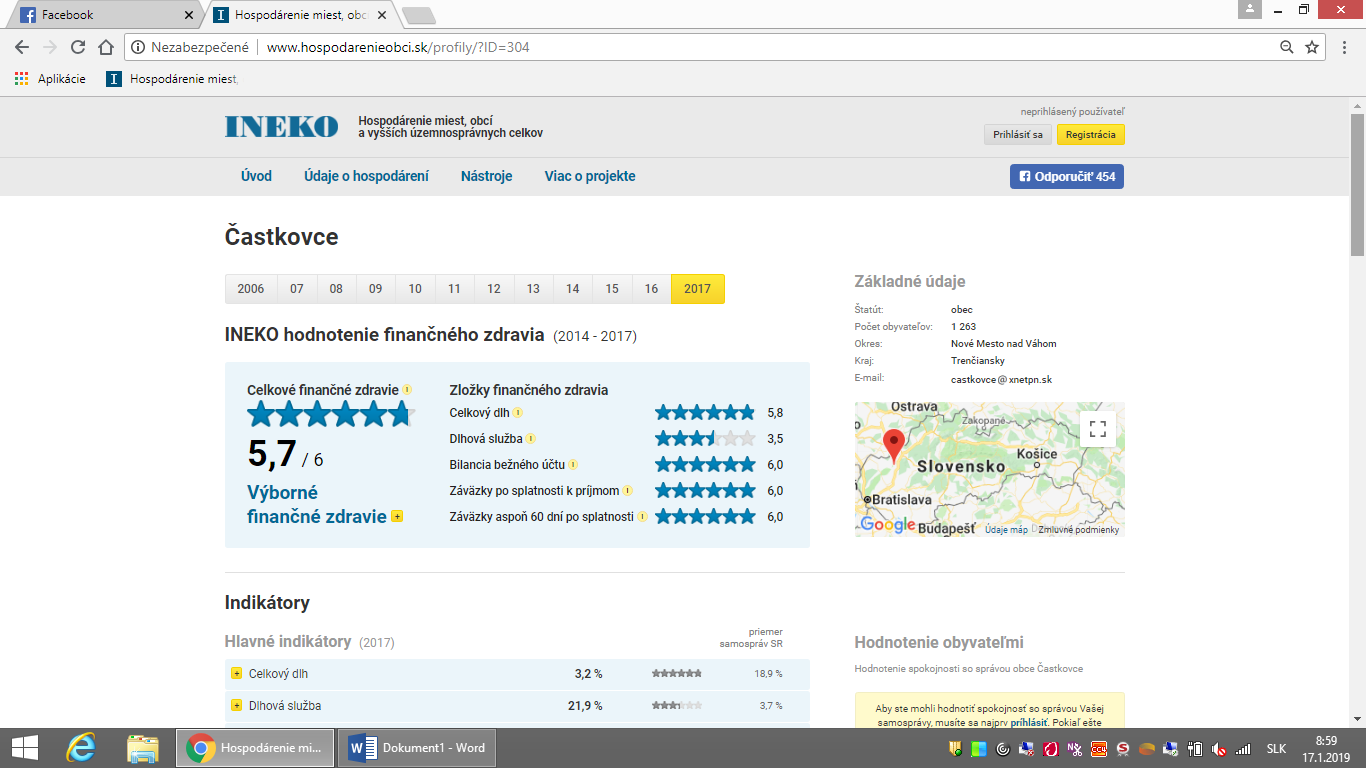 Facebook
Hospodárenie miest, obcí
Nezabezpečené
www.hospodarenieobci.sk/profily/?ID=304
Aplikácie
Hospodárenie miest,
INEKO
Hospodárenie miest, obcí
a vyšších územnosprávnych celkov
neprihlásený používateľ
Prihlásiť sa
Registrácia
Úvod
Údaje o hospodárení
Nástroje
Viac o projekte
Odporučiť 454
Častkovce
2006 07 08 09 10 11 12 13 14 15 16 2017
INEKO hodnotenie finančného zdravia (2014 - 2017)
Celkové finančné zdravie
5,7 / 6
Výborné
finančné zdravie
Zložky finančného zdravia
Celkový dlh 5,8
Dlhová služba 3,5
Bilancia bežného účtu 6,0
Záväzky po splatnosti k príjmom 6,0
Záväzky aspoň 60 dní po splatnosti 6,0
Základné údaje
Štatút: obec
Počet obyvateľov: 1 263
Okres: Nové Mesto nad Váhom
Kraj: Trenčiansky
E-mail: castkovce@xnetpn.sk
Ostrava
Zakopane
Košice
Slovensko
Bratislava
Google
Budapešť
Údaje máp
Zmluvné podmienky
Indikátory
Hlavné indikátory (2017)
priemer
samospráv SR
Celkový dlh 3,2 % 18,9 %
Dlhová služba 21,9 % 3,7 %
Hodnotenie obyvateľmi
Hodnotenie spokojnosti so správou obce Častkovce
Aby ste mohli hodnotiť spokojnosť so správou Vašej
samosprávy, musíte sa najprv prihlásiť. Pokiaľ ešte
Hospodárenie mi...
Dokument1 - Word
SLK
8:59
17.1.2019